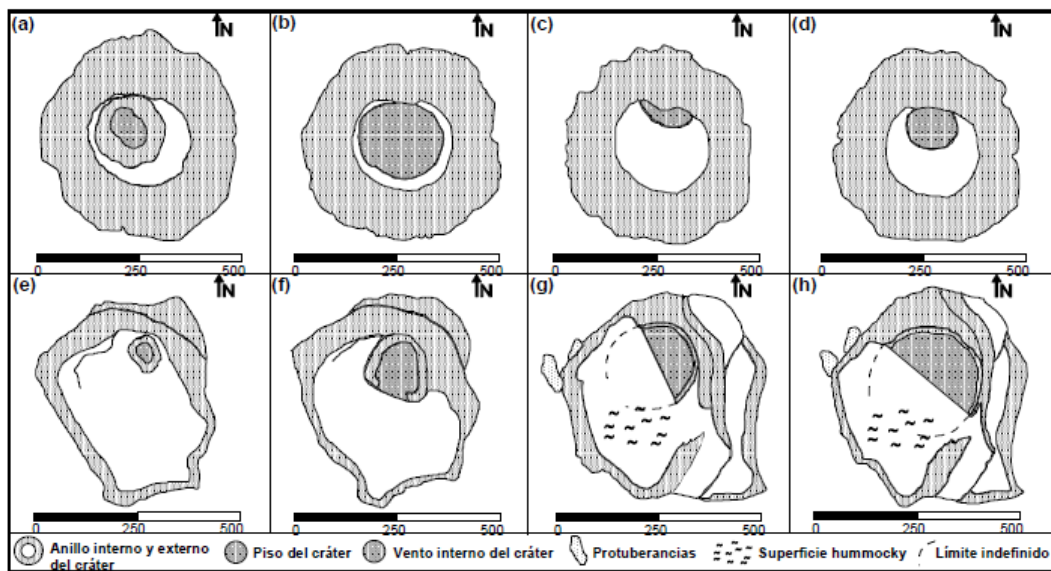 (a) N (b) N (c) N (d) N
0 250 500 0 250 500 0 250 500 0 250 500
(e) N (f) N (g) N (h) N
0 250 500 0 250 500 0 250 500 0 250 500
Anillo interno y externo del cráter
Piso del cráter
Vento interno del cráter
Protuberancias
Superficie hummocky
Límite indefinido